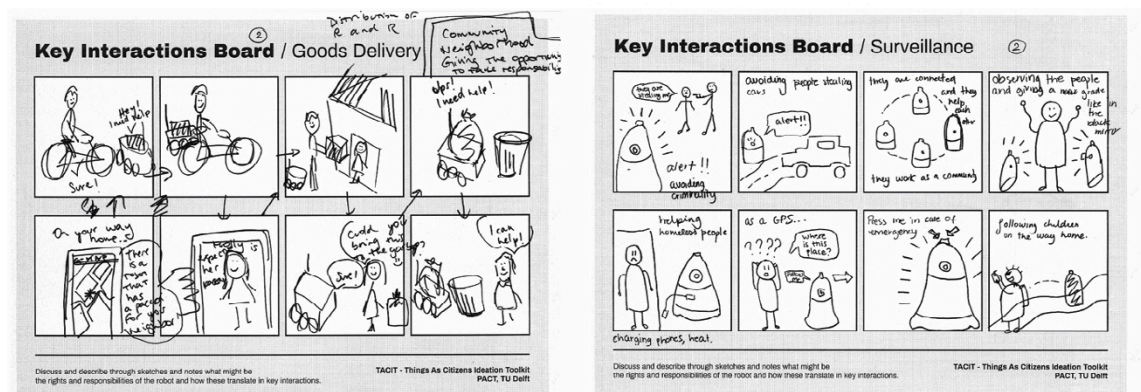 Distribution of
R and R
②
Key Interactions Board / Goods Delivery
Community
Neighborhood
Giving the opportunity
to take responsability
Hey!
I need help
Sure!
Ups!
I need help!
On your way
home..
There
is a
that
has
a
for your
neighbor
is
her
Sure!
Could you
bring this
to the
I can
help!
Discuss and describe through sketches and notes what might be
the rights and responsibilities of the robot and how these translate in key interactions.
TACIT - Things As Citizens Ideation Toolkit
PACT, TU Delft
Key Interactions Board / Surveillance
②
they are
stealing me
alert !!
avoiding
criminality
avoiding people stealing
cars
alert!!
they are connected
and they
help
each
otr
they work as a community
observing the people
and giving a grade
like in
the
black
mirror
helping
homeless people
charging phones, heat.
as a GPS...
????
where
is this
place?
Press me in case of
emergency
following children
on the way home.
Discuss and describe through sketches and notes what might be
the rights and responsibilities of the robot and how these translate in key interactions.
TACIT - Things As Citizens Ideation Toolkit
PACT, TU Delft